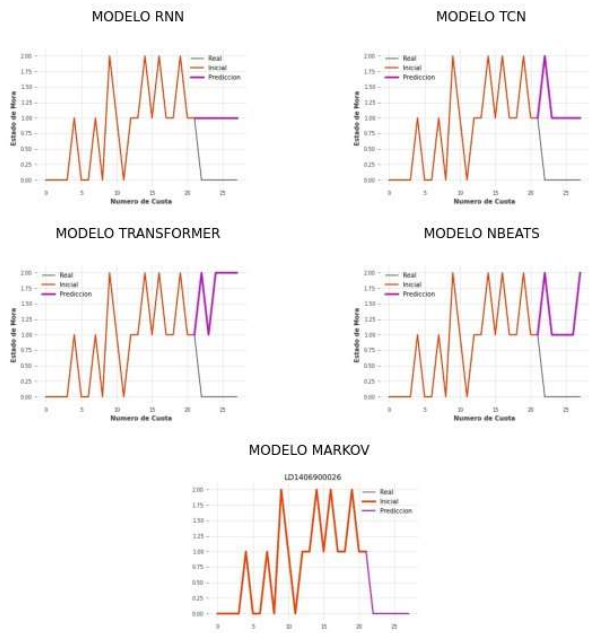 MODELO RNN
2.00
1.75
1.50
1.25
1.00
0.75
0.50
0.25
0.00
Estado de Mora
Real
Inicial
Prediccion
0 5 10 15 20 25
Numero de Cuota
MODELO TCN
2.00
1.75
1.50
1.25
1.00
0.75
0.50
0.25
0.00
Estado de Mora
Real
Inicial
Prediccion
0 5 10 15 20 25
Numero de Cuota
MODELO TRANSFORMER
2.00
1.75
1.50
1.25
1.00
0.75
0.50
0.25
0.00
Estado de Mora
Real
Inicial
Prediccion
0 5 10 15 20 25
Numero de Cuota
MODELO NBEATS
2.00
1.75
1.50
1.25
1.00
0.75
0.50
0.25
0.00
Estado de Mora
Real
Inicial
Prediccion
0 5 10 15 20 25
Numero de Cuota
MODELO MARKOV
LD1406900026
2.00
1.75
1.50
1.25
1.00
0.75
0.50
0.25
0.00
Real
Inicial
Prediccion
0 5 10 15 20 25